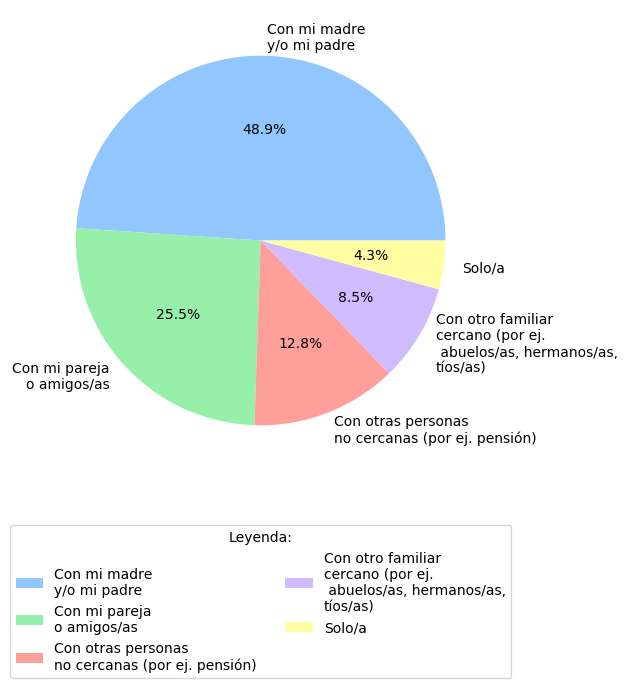 Con mi madre
y/o mi padre
48.9%
4.3%
Solo/a
8.5%
25.5%
12.8%
Con otro familiar
cercano (por ej.
abuelos/as, hermanos/as,
tíos/as)
Con mi pareja
o amigos/as
Con otras personas
no cercanas (por ej. pensión)
Leyenda:
Con mi madre
y/o mi padre
Con mi pareja
o amigos/as
Con otras personas
no cercanas (por ej. pensión)
Con otro familiar
cercano (por ej.
abuelos/as, hermanos/as,
tíos/as)
Solo/a